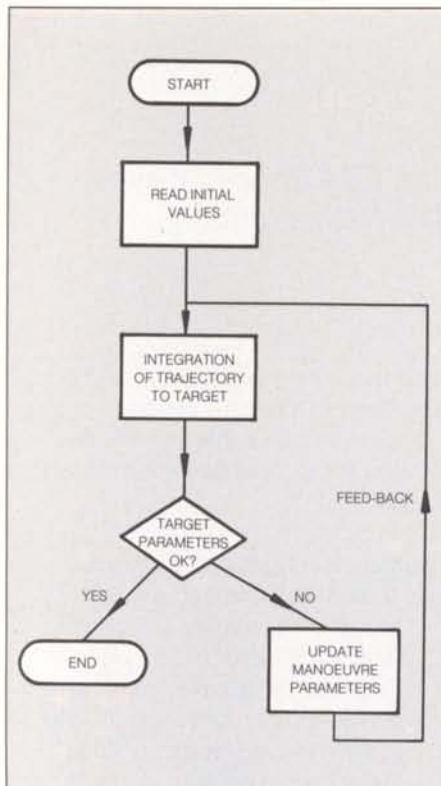 START
READ INITIAL
VALUES
INTEGRATION
OF TRAJECTORY
TO TARGET
FEED-BACK
TARGET
PARAMETERS
OK?
YES
NO
END
UPDATE
MANOEUVRE
PARAMETERS